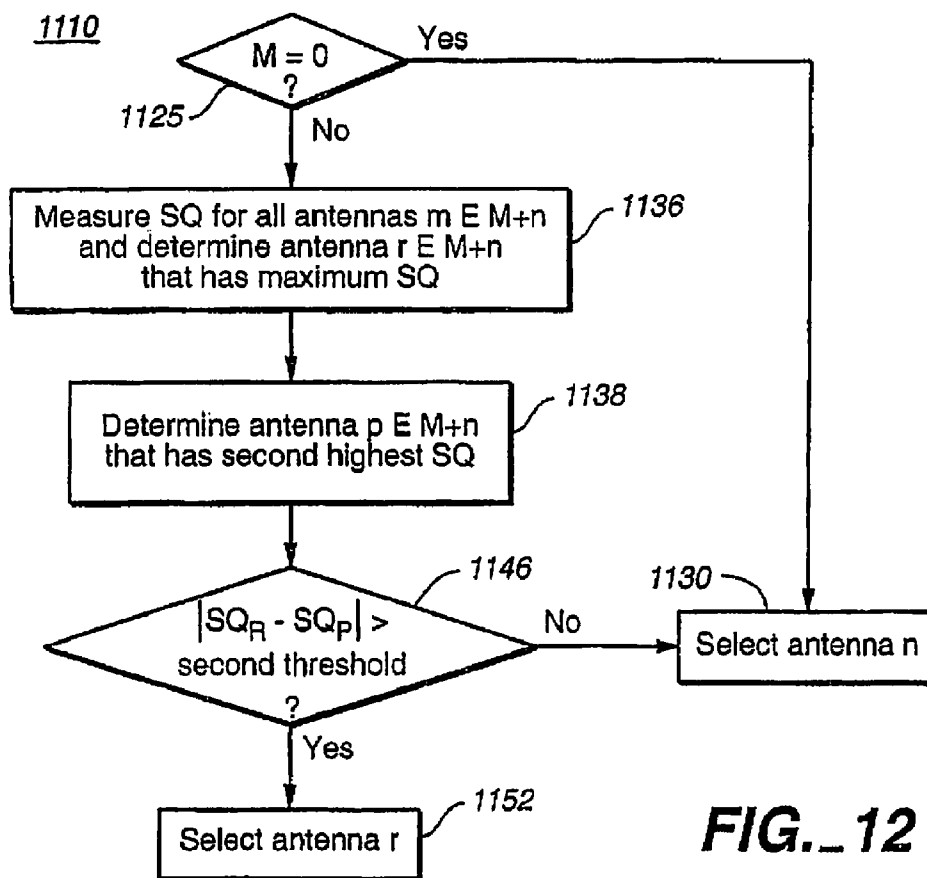 1110
M = 0
?
Yes
1125
No
Measure SQ for all antennas m E M+n
and determine antenna r E M+n
that has maximum SQ
1136
Determine antenna p E M+n
that has second highest SQ
1138
|SQR - SQP| >
second threshold
?
1146
No
Yes
1130
Select antenna n
Select antenna r
1152
FIG._12